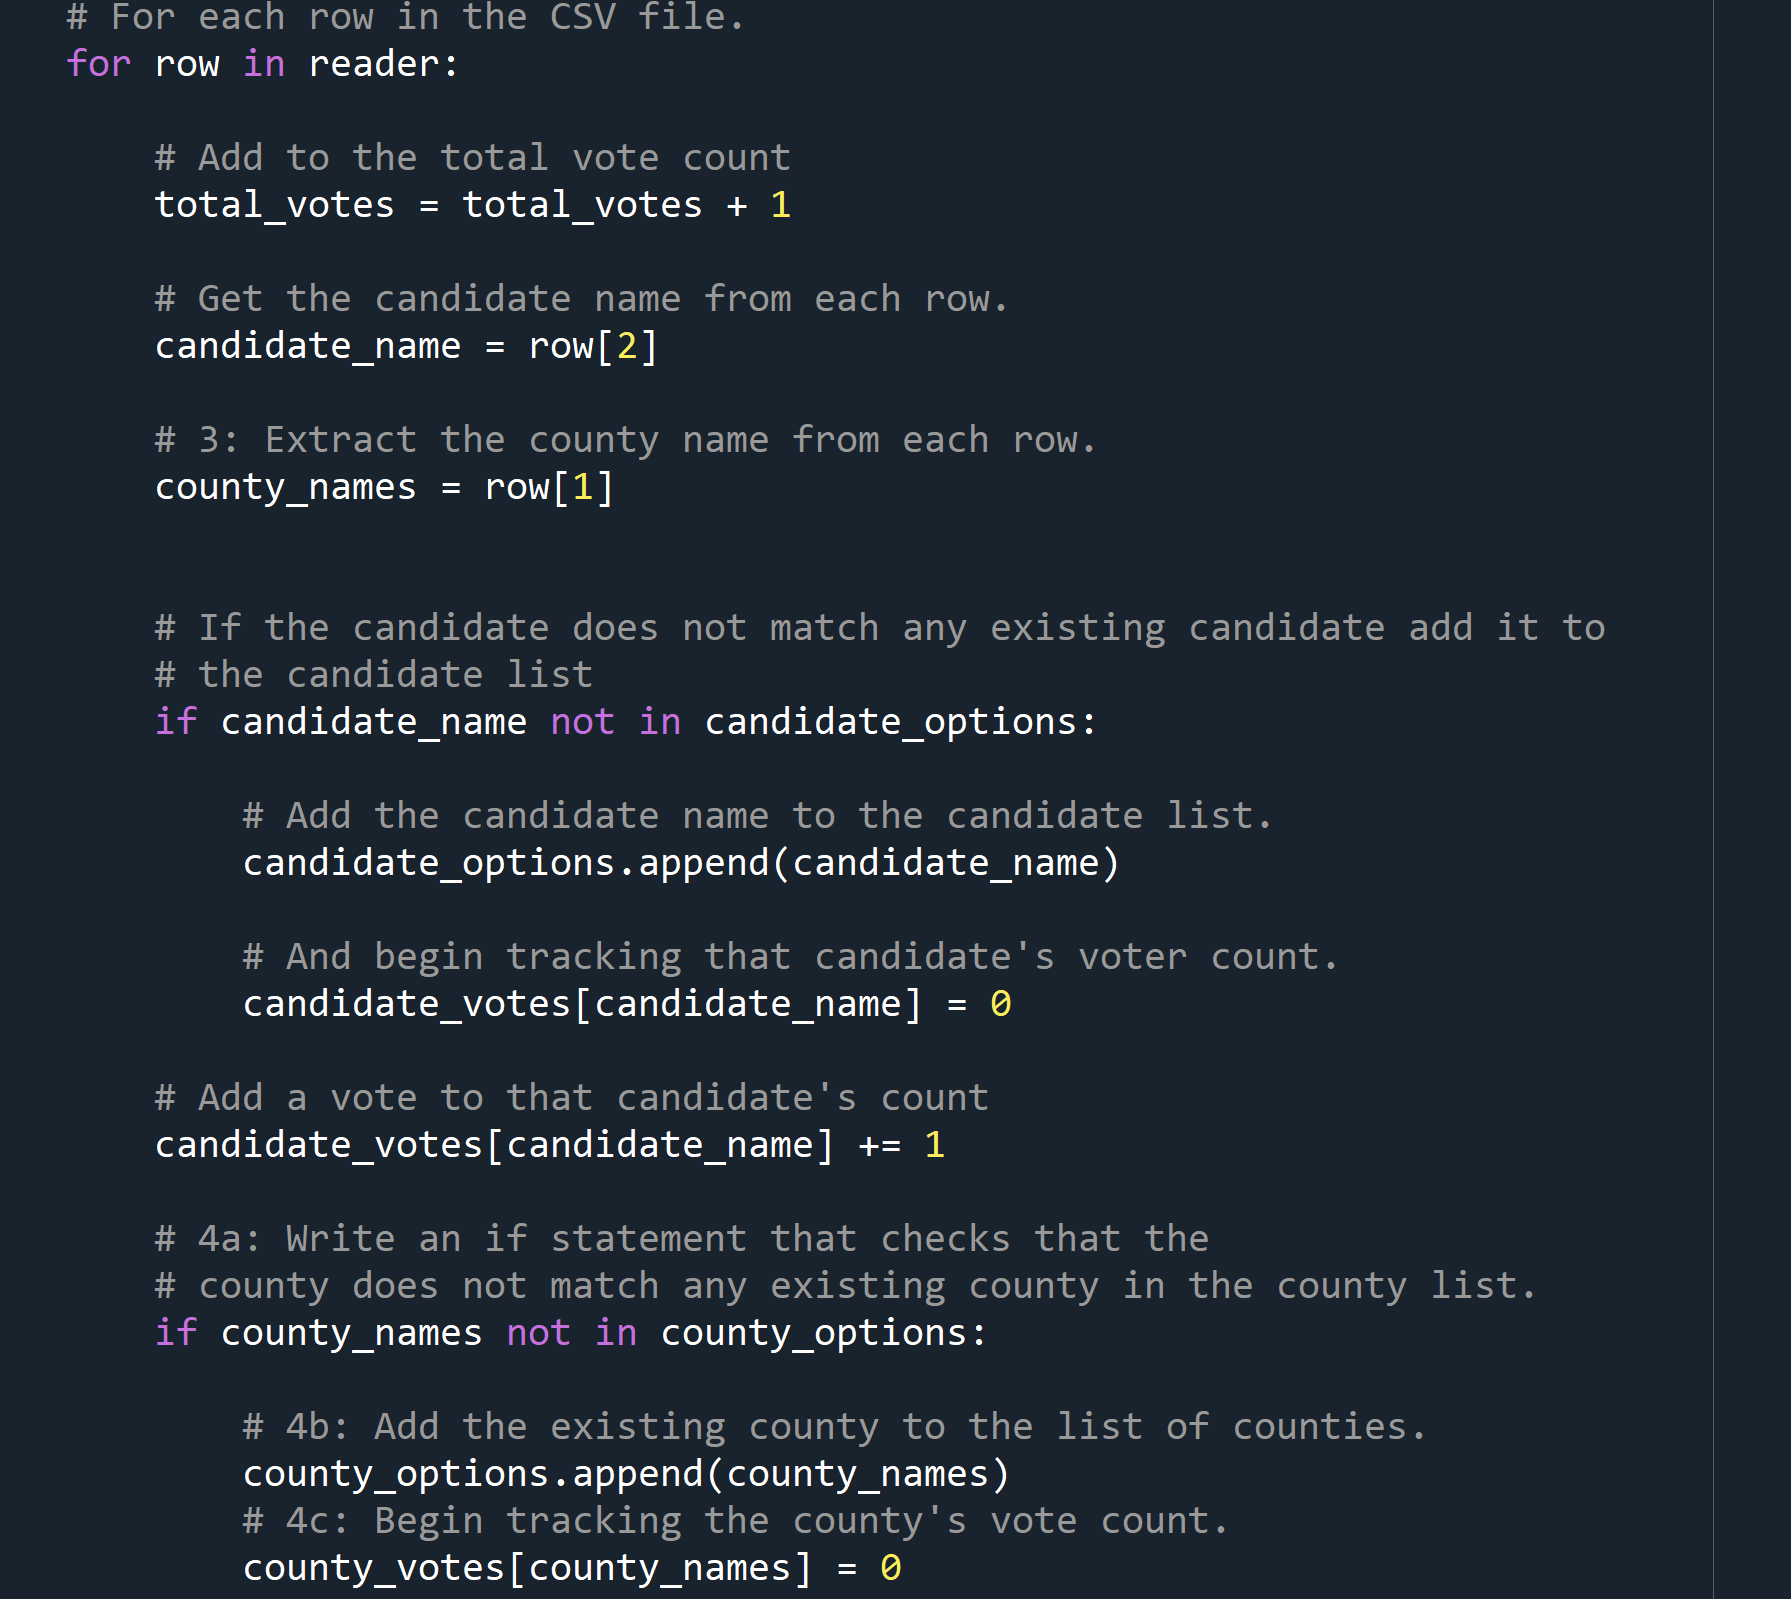 # For each row in the CSV file.
for row in reader:
# Add to the total vote count
total_votes = total_votes + 1
# Get the candidate name from each row.
candidate_name = row[2]
# 3: Extract the county name from each row.
county_names = row[1]
# If the candidate does not match any existing candidate add it to
# the candidate list
if candidate_name not in candidate_options:
# Add the candidate name to the candidate list.
candidate_options.append(candidate_name)
# And begin tracking that candidate's voter count.
candidate_votes[candidate_name] = 0
# Add a vote to that candidate's count
candidate_votes[candidate_name] += 1
# 4a: Write an if statement that checks that the
# county does not match any existing county in the county list.
if county_names not in county_options:
# 4b: Add the existing county to the list of counties.
county_options.append(county_names)
# 4c: Begin tracking the county's vote count.
county_votes[county_names] = 0